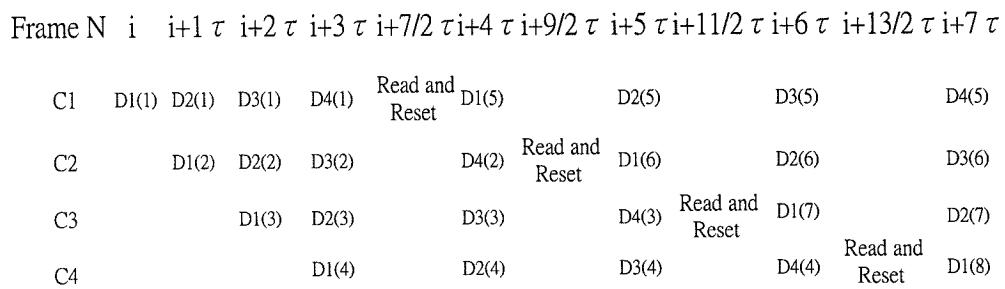 Frame N i i+1 τ i+2 τ i+3 τ i+7/2 τ i+4 τ i+9/2 τ i+5 τ i+11/2 τ i+6 τ i+13/2 τ i+7 τ
C1 D1(1) D2(1) D3(1) D4(1) Read and Reset D1(5) D2(5) D3(5) D4(5)
C2 D1(2) D2(2) D3(2) D4(2) Read and Reset D1(6) D2(6) D3(6)
C3 D1(3) D2(3) D3(3) D4(3) Read and Reset D1(7) D2(7)
C4 D1(4) D2(4) D3(4) D4(4) Read and Reset D1(8)